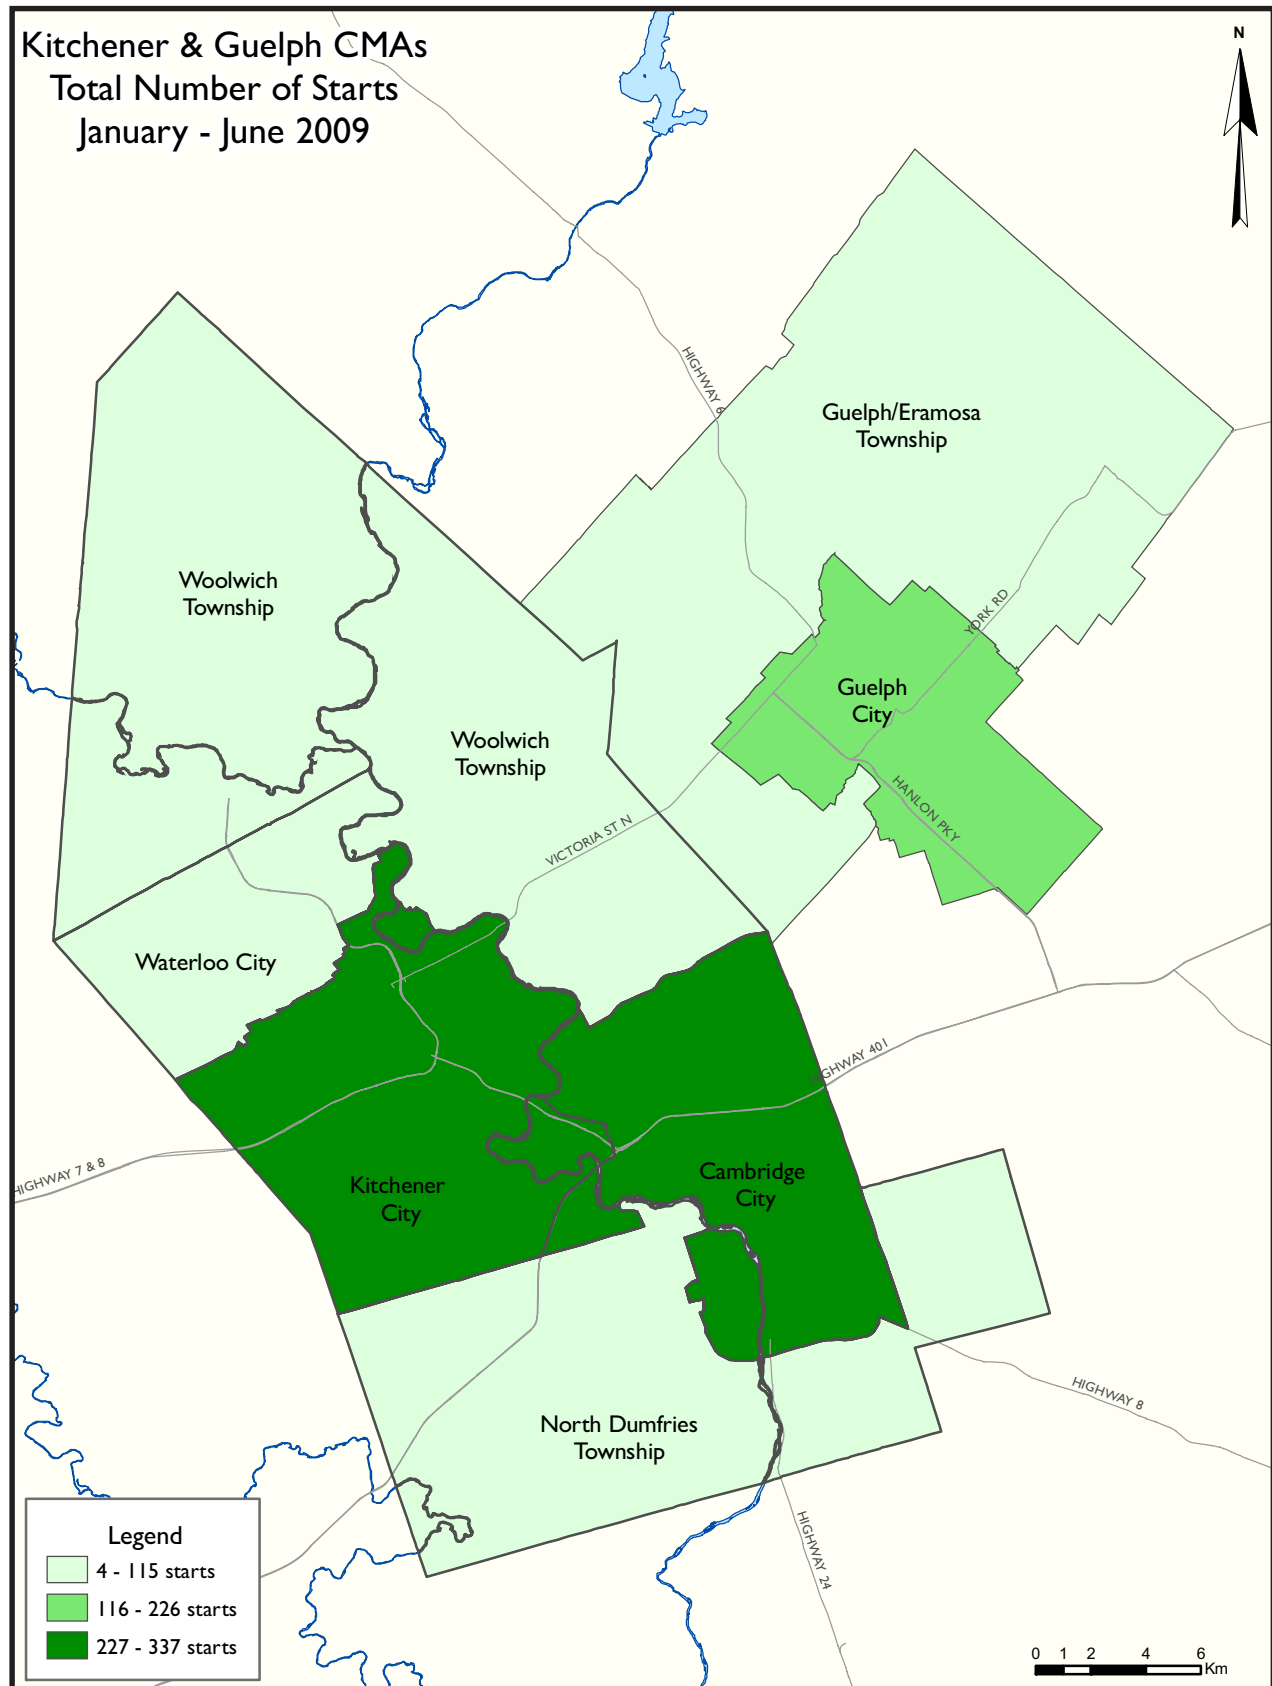 Kitchener & Guelph CMAs
Total Number of Starts
January - June 2009
N
HIGHWAY 6
Guelph/Eramosa
Township
Woolwich
Township
YORK RD
Guelph
City
Woolwich
Township
HANLON PKY
VICTORIA ST N
Waterloo City
HIGHWAY 401
HIGHWAY 7 & 8
Kitchener
City
Cambridge
City
HIGHWAY 8
North Dumfries
Township
HIGHWAY 24
Legend
4 - 115 starts
116 - 226 starts
227 - 337 starts
0 1 2 4 6
Km